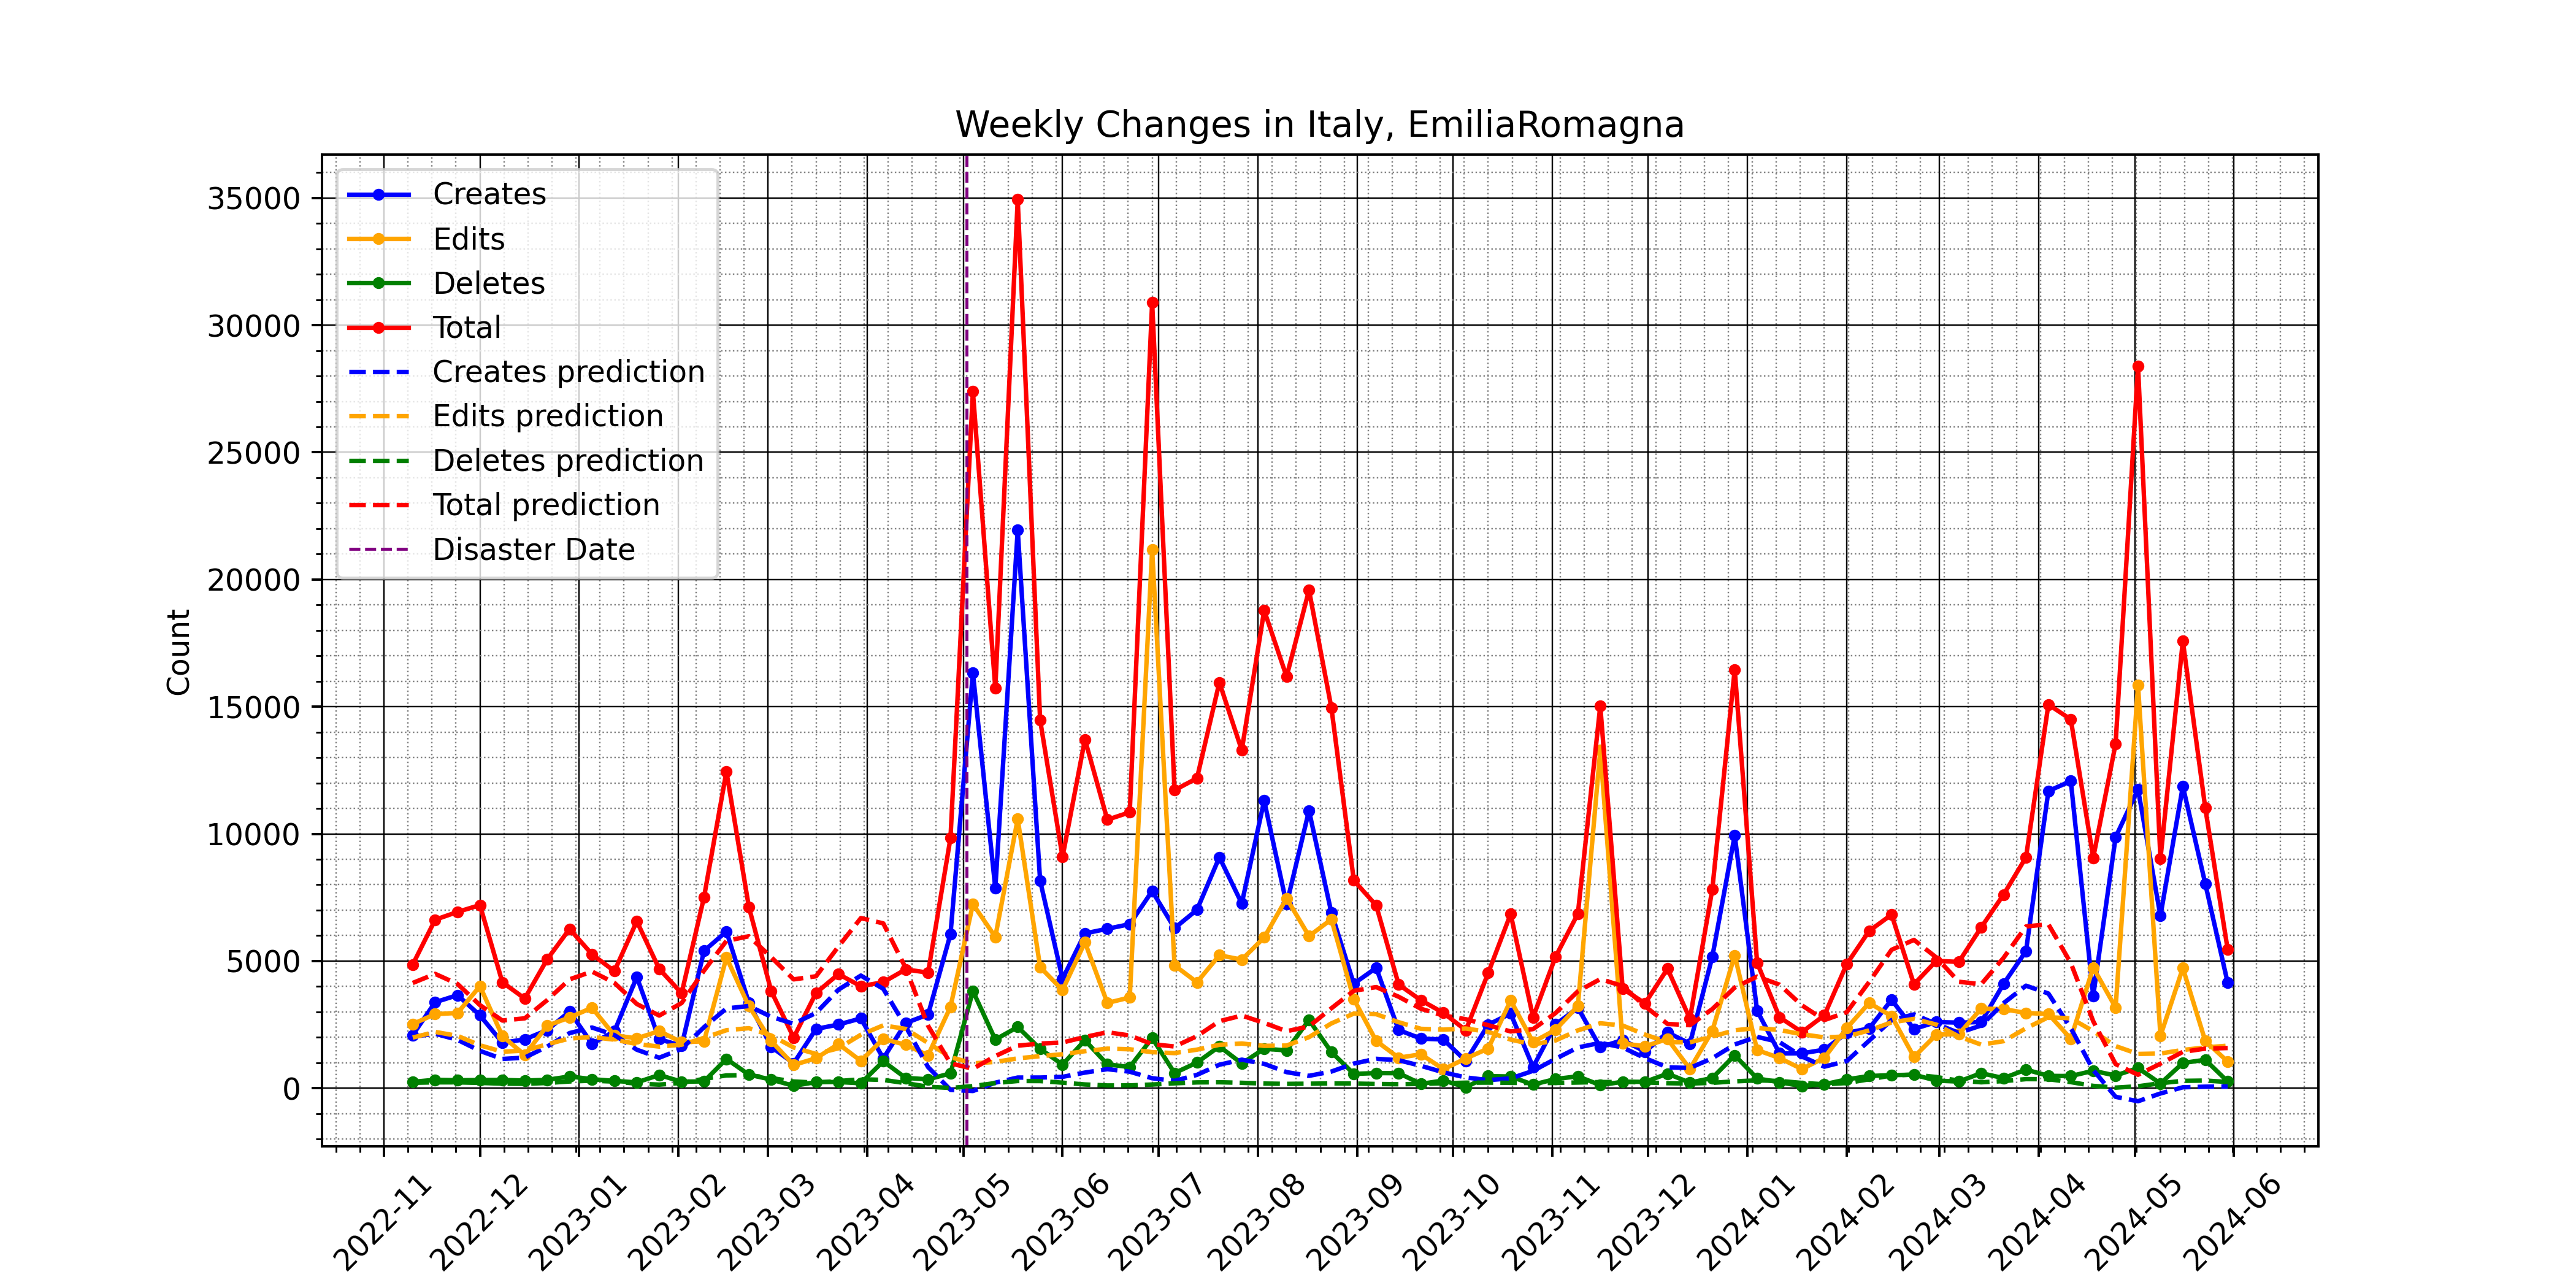 Weekly Changes in Italy, EmiliaRomagna
Creates
Edits
Deletes
Total
Creates prediction
Edits prediction
Deletes prediction
Total prediction
Disaster Date
Count
35000
30000
25000
20000
15000
10000
5000
0
2022-11
2022-12
2023-01
2023-02
2023-03
2023-04
2023-05
2023-06
2023-07
2023-08
2023-09
2023-10
2023-11
2023-12
2024-01
2024-02
2024-03
2024-04
2024-05
2024-06